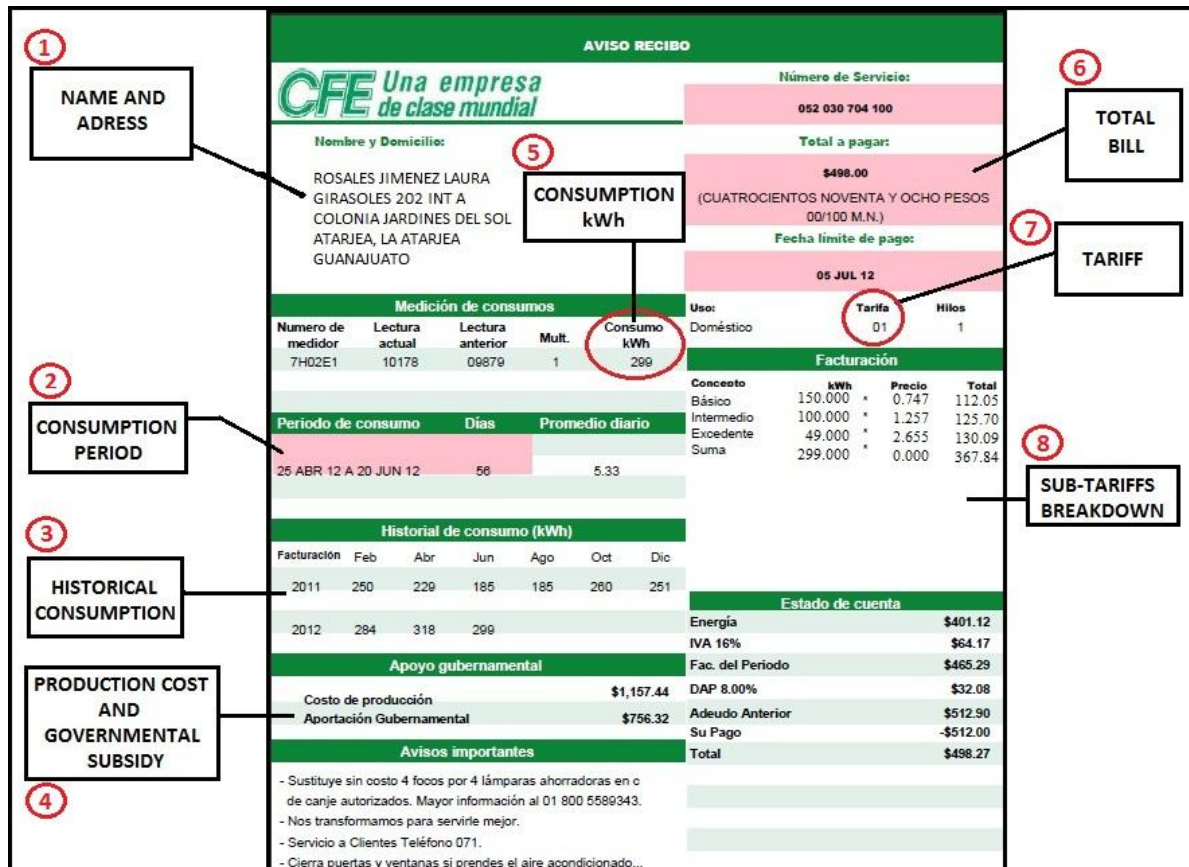 AVISO RECIBO
1
NAME AND
ADRESS
CFE Una empresa
de clase mundial
Nombre y Domicilio:
ROSALES JIMENEZ LAURA
GIRASOLES 202 INT A
COLONIA JARDINES DEL SOL
ATARJEA, LA ATARJEA
GUANAJUATO
5
CONSUMPTION
kWh
Número de Servicio:
052 030 704 100
Total a pagar:
$498.00
(CUATROCIENTOS NOVENTA Y OCHO PESOS
00/100 M.N.)
Fecha límite de pago:
05 JUL 12
6
TOTAL
BILL
7
TARIFF
Uso: Tarifa Hilos
Doméstico 01 1
Medición de consumos
Numero de medidor Lectura actual Lectura anterior Mult. Consumo kWh
7H02E1 10178 09879 1 299
2
CONSUMPTION
PERIOD
Periodo de consumo Días Promedio diario
25 ABR 12 A 20 JUN 12 56 5.33
Facturación
Concepto kWh Precio Total
Básico 150.000 * 0.747 112.05
Intermedio 100.000 * 1.257 125.70
Excedente 49.000 * 2.655 130.09
Suma 299.000 * 0.000 367.84
8
SUB-TARIFFS
BREAKDOWN
3
HISTORICAL
CONSUMPTION
Historial de consumo (kWh)
Facturación Feb Abr Jun Ago Oct Dic
2011 250 229 185 185 260 251
2012 284 318 299
PRODUCTION COST
AND
GOVERNMENTAL
SUBSIDY
4
Apoyo gubernamental
Costo de producción $1,157.44
Aportación Gubernamental $756.32
Estado de cuenta
Energía $401.12
IVA 16% $64.17
Fac. del Periodo $465.29
DAP 8.00% $32.08
Adeudo Anterior $512.90
Su Pago -$512.00
Total $498.27
Avisos importantes
- Sustituye sin costo 4 focos por 4 lámparas ahorradoras en c
de canje autorizados. Mayor información al 01 800 5589343.
- Nos transformamos para servirle mejor.
- Servicio a Clientes Teléfono 071.
- Cierra puertas y ventanas si prendes el aire acondicionado...